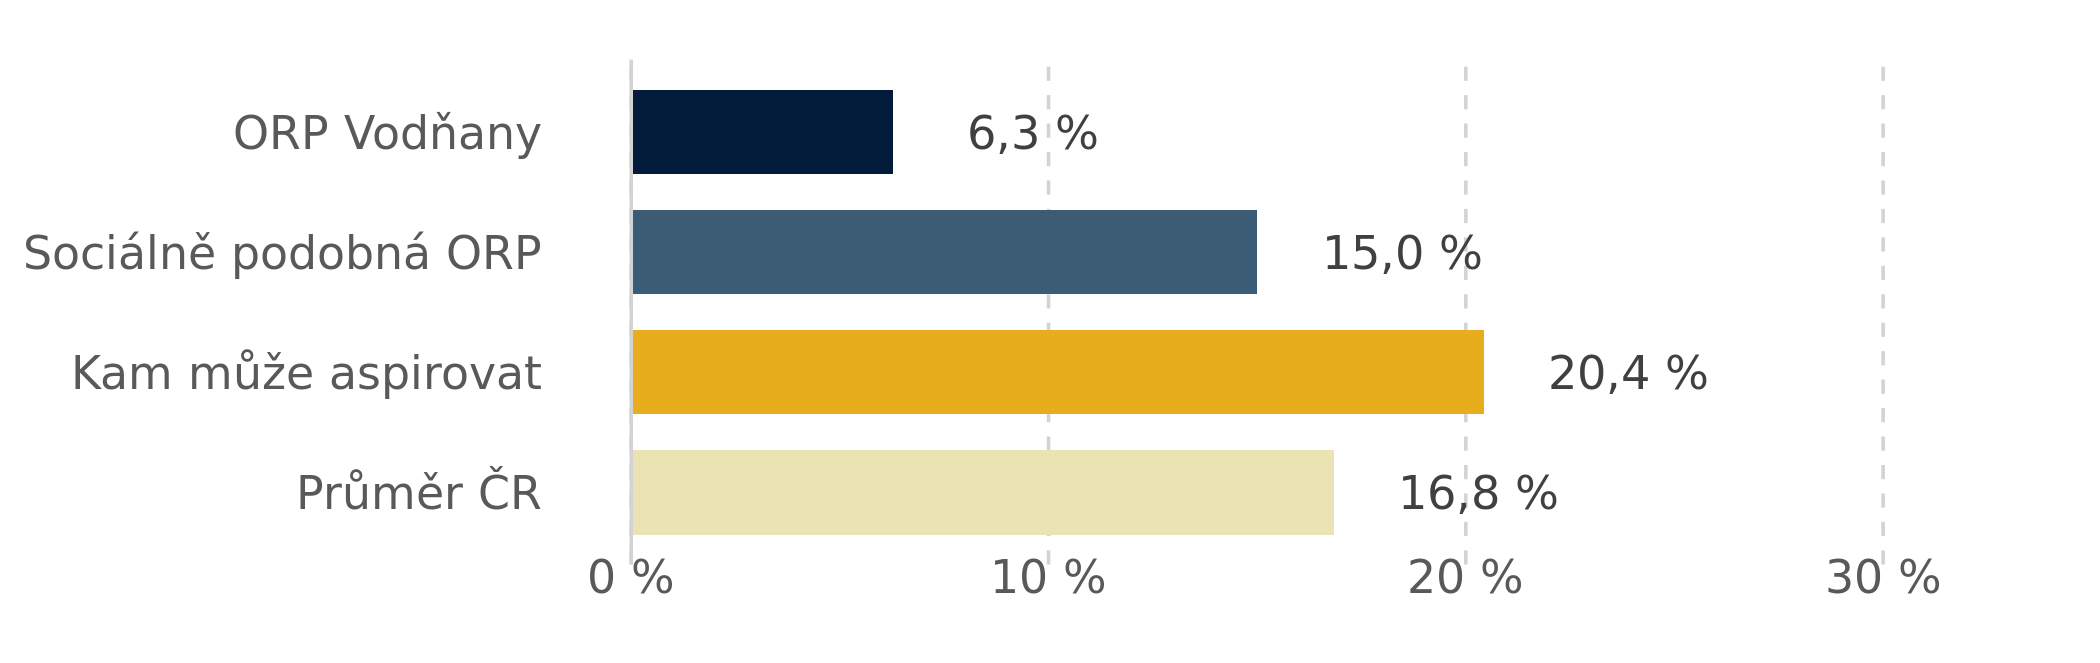 ORP Vodňany 6,3 %
Sociálně podobná ORP 15,0 %
Kam může aspirovat 20,4 %
Průměr ČR 16,8 %
0 % 10 % 20 % 30 %